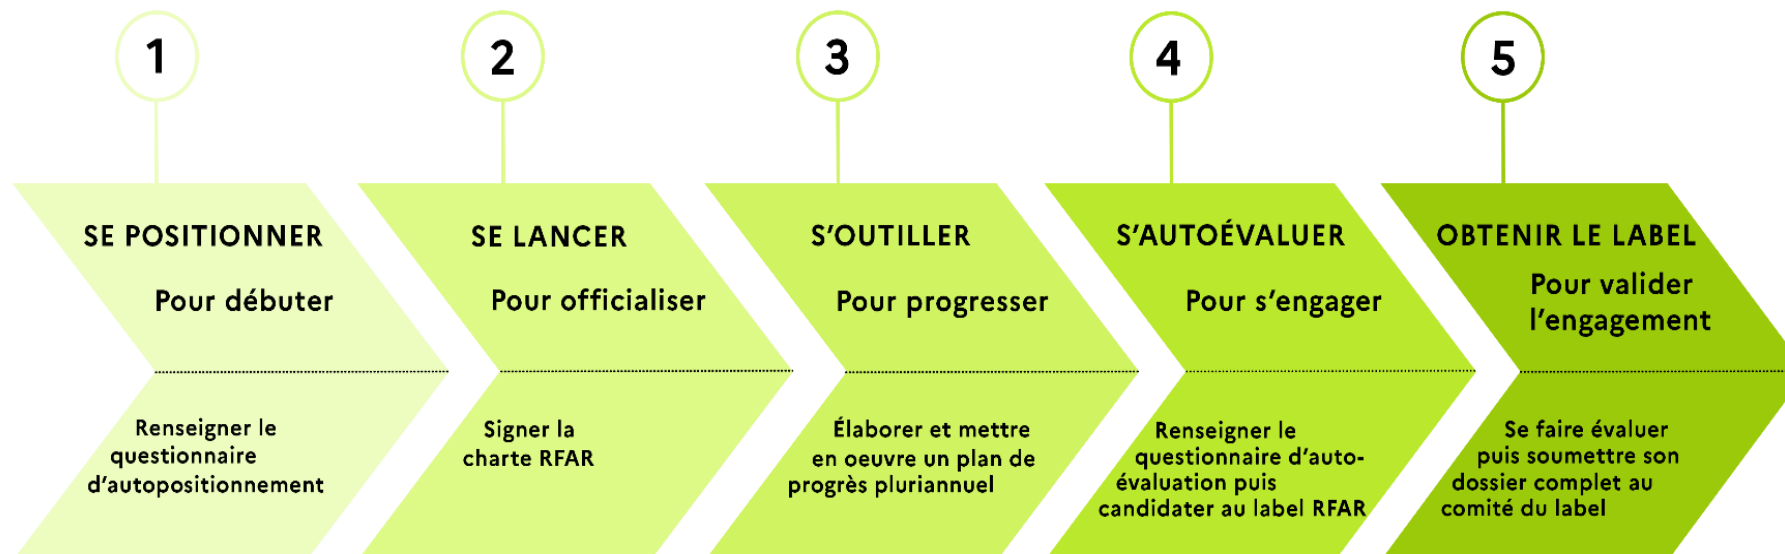 1
SE POSITIONNER
Pour débuter
Renseigner le
questionnaire
d'autopositionnement
2
SE LANCER
Pour officialiser
Signer la
charte RFAR
3
S'OUTILLER
Pour progresser
Élaborer et mettre
en oeuvre un plan de
progrès pluriannuel
4
S'AUTOÉVALUER
Pour s'engager
Renseigner le
questionnaire d'auto-
évaluation puis
candidater au label RFAR
5
OBTENIR LE LABEL
Pour valider
l'engagement
Se faire évaluer
puis soumettre son
dossier complet au
comité du label